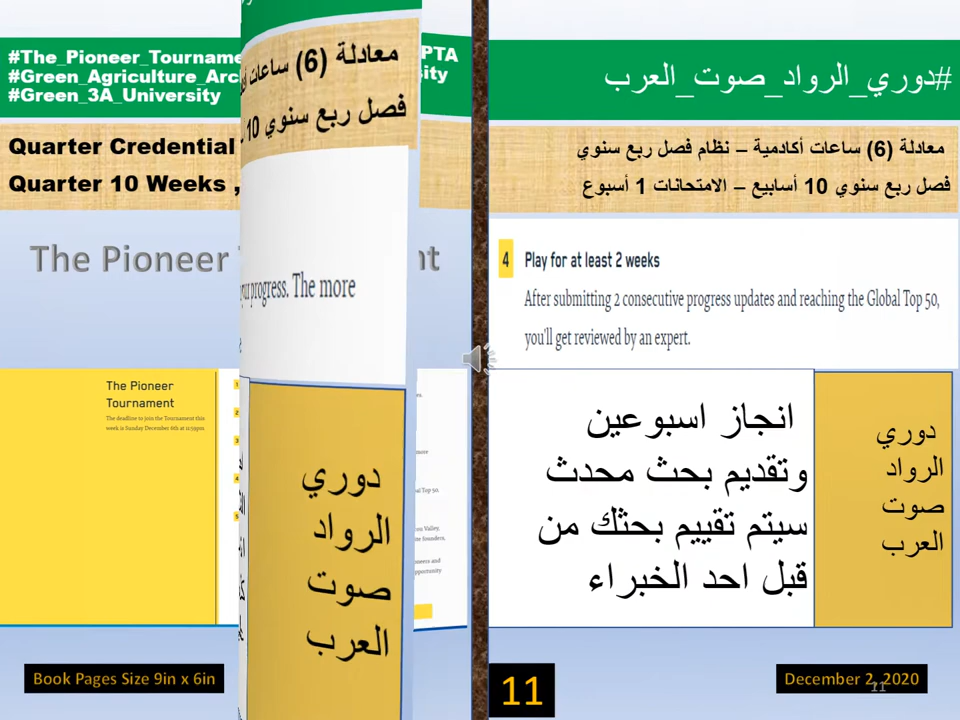 #The_Pioneer_Tourname
#Green_Agriculture_Arc
#Green_3A_University
PTA
Quarter Credential
Quarter 10 Weeks ,
The Pioneer
nt
The Pioneer
Tournament
The deadline to join the Tournament this
week is Sunday December 6th at 11:59pm
معادلة (6) ساعات
فصل ربع سنوي 10
your progress. The more
دوري
الرواد
صوت
العرب
Book Pages Size 9in x 6in
#دوري_الرواد_صوت_العرب
معادلة (6) ساعات أكادمية – نظام فصل ربع سنوي
فصل ربع سنوي 10 أسابيع – الامتحانات 1 أسبوع
4 Play for at least 2 weeks
After submitting 2 consecutive progress updates and reaching the Global Top 50,
you'll get reviewed by an expert.
انجاز اسبوعين
وتقديم بحث محدث
سيتم تقييم بحثك من
قبل احد الخبراء
دوري
الرواد
صوت
العرب
11
December 2, 2020
11